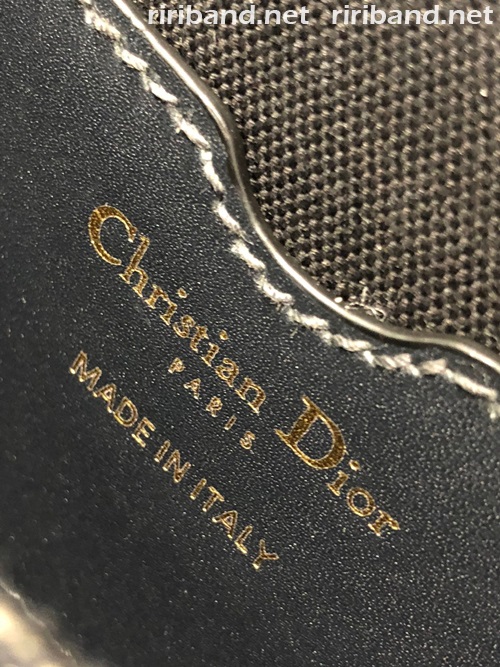 ririband.net ririband.net
Christian Dior
PARIS
MADE IN ITALY